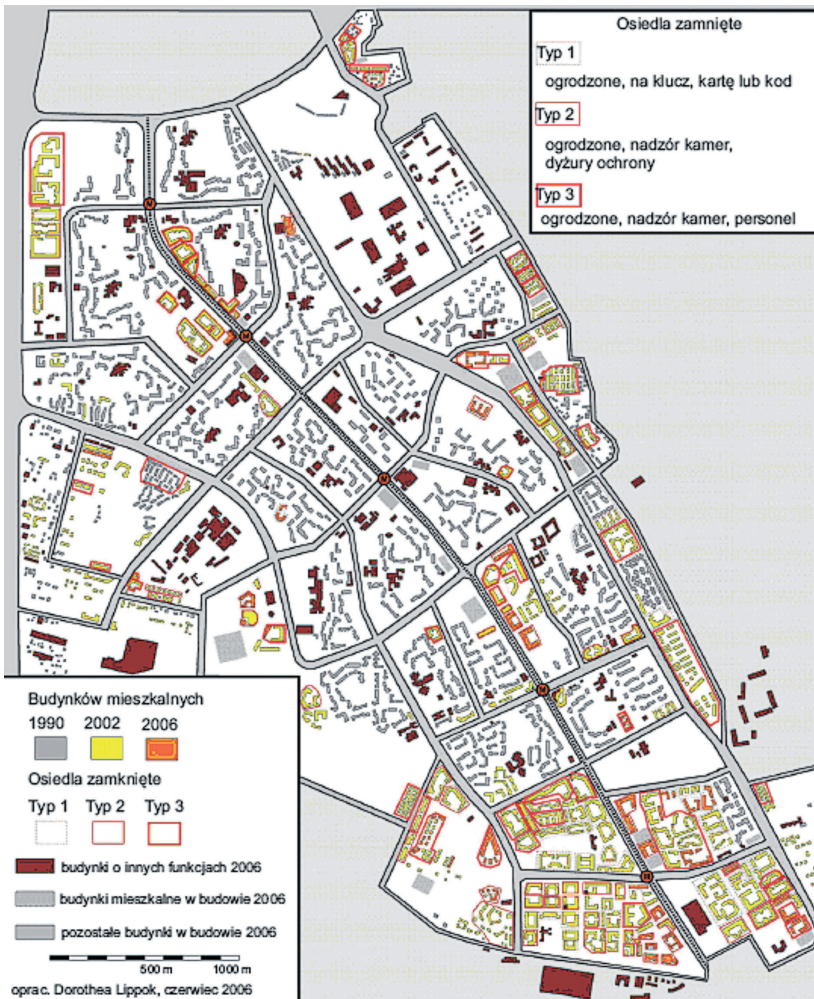 Osiedla zamnięte
Typ 1
ogrodzone, na klucz, kartę lub kod
Typ 2
ogrodzone, nadzór kamer,
dyżury ochrony
Typ 3
ogrodzone, nadzór kamer, personel
M
M
M
M
M
Budynków mieszkalnych
1990 2002 2006
Osiedla zamknięte
Typ 1 Typ 2 Typ 3
budynki o innych funkcjach 2006
budynki mieszkalne w budowie 2006
pozostałe budynki w budowie 2006
500 m 1000 m
oprac. Dorothea Lippok, czerwiec 2006